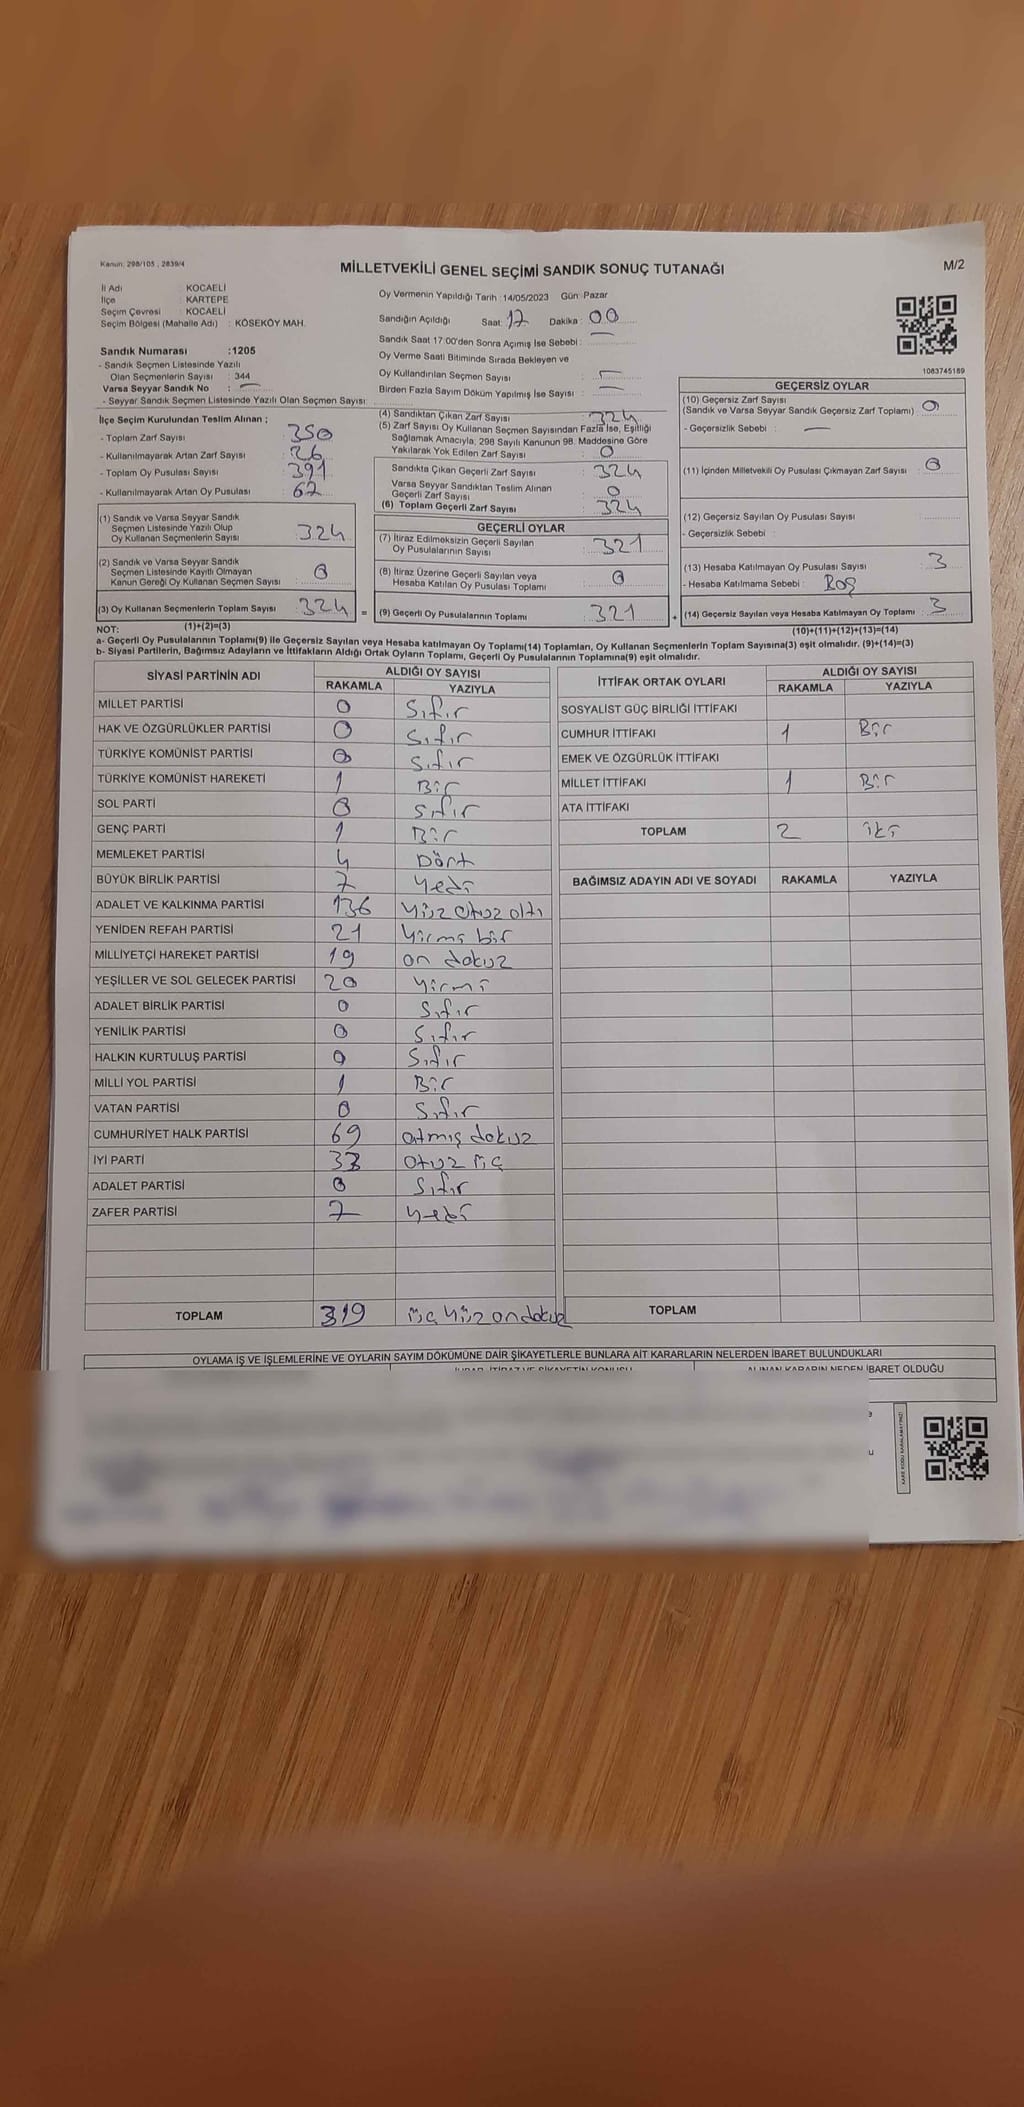 Kanun: 298/105, 2839/4
MİLLETVEKİLİ GENEL SEÇİMİ SANDIK SONUÇ TUTANAĞI
M/2
İl Adı KOCAELİ
İlçe : KARTEPE
Seçim Çevresi : KOCAELİ
Seçim Bölgesi (Mahalle Adı) : KÖSEKÖY MAH.
Sandık Numarası :1205
- Sandık Seçmen Listesinde Yazılı
Olan Seçmenlerin Sayısı : 344
Varsa Seyyar Sandık No : —
- Seyyar Sandık Seçmen Listesinde Yazılı Olan Seçmen Sayısı:
Oy Vermenin Yapıldığı Tarih :14/05/2023 Gün :Pazar
Sandığın Açıldığı Saat: 17 Dakika : 00
Sandık Saat 17:00'den Sonra Açımış İse Sebebi : —
Oy Verme Saati Bitiminde Sırada Bekleyen ve
Oy Kullandırılan Seçmen Sayısı : —
Birden Fazla Sayım Döküm Yapılmış İse Sayısı : —
1083745189
İlçe Seçim Kurulundan Teslim Alınan ;
- Toplam Zarf Sayısı : 350
- Kullanılmayarak Artan Zarf Sayısı : 26
- Toplam Oy Pusulası Sayısı : 391
- Kullanılmayarak Artan Oy Pusulası : 67
(1) Sandık ve Varsa Seyyar Sandık
Seçmen Listesinde Yazılı Olup
Oy Kullanan Seçmenlerin Sayısı : 324
(2) Sandık ve Varsa Seyyar Sandık
Seçmen Listesinde Kayıtlı Olmayan
Kanun Gereği Oy Kullanan Seçmen Sayısı : 0
(3) Oy Kullanan Seçmenlerin Toplam Sayısı : 324 =
(1)+(2)=(3)
(4) Sandıktan Çıkan Zarf Sayısı : 324
(5) Zarf Sayısı Oy Kullanan Seçmen Sayısından Fazla İse, Eşitliği
Sağlamak Amacıyla, 298 Sayılı Kanunun 98. Maddesine Göre
Yakılarak Yok Edilen Zarf Sayısı : 0
Sandıkta Çıkan Geçerli Zarf Sayısı : 324
Varsa Seyyar Sandıktan Teslim Alınan
Geçerli Zarf Sayısı : 0
(6) Toplam Geçerli Zarf Sayısı : 324
GEÇERLİ OYLAR
(7) İtiraz Edilmeksizin Geçerli Sayılan
Oy Pusulalarının Sayısı : 321
(8) İtiraz Üzerine Geçerli Sayılan veya
Hesaba Katılan Oy Pusulası Toplamı : 0
(9) Geçerli Oy Pusulalarının Toplamı : 321 +
GEÇERSİZ OYLAR
(10) Geçersiz Zarf Sayısı
(Sandık ve Varsa Seyyar Sandık Geçersiz Zarf Toplamı) : 0
- Geçersizlik Sebebi : —
(11) İçinden Milletvekili Oy Pusulası Çıkmayan Zarf Sayısı : 0
(12) Geçersiz Sayılan Oy Pusulası Sayısı
- Geçersizlik Sebebi :
(13) Hesaba Katılmayan Oy Pusulası Sayısı : 3
- Hesaba Katılmama Sebebi : Boş
(14) Geçersiz Sayılan veya Hesaba Katılmayan Oy Toplamı : 3
(10)+(11)+(12)+(13)=(14)
NOT:
a- Geçerli Oy Pusulalarının Toplamı(9) ile Geçersiz Sayılan veya Hesaba katılmayan Oy Toplamı(14) Toplamları, Oy Kullanan Seçmenlerin Toplam Sayısına(3) eşit olmalıdır. (9)+(14)=(3)
b- Siyasi Partilerin, Bağımsız Adayların ve İttifakların Aldığı Ortak Oyların Toplamı, Geçerli Oy Pusulalarının Toplamına(9) eşit olmalıdır.
SİYASİ PARTİNİN ADI ALDIĞI OY SAYISI
RAKAMLA YAZIYLA
MİLLET PARTİSİ 0 Sıfır
HAK VE ÖZGÜRLÜKLER PARTİSİ 0 Sıfır
TÜRKİYE KOMÜNİST PARTİSİ 0 Sıfır
TÜRKİYE KOMÜNİST HAREKETİ 1 Bir
SOL PARTİ 0 Sıfır
GENÇ PARTİ 1 Bir
MEMLEKET PARTİSİ 4 Dört
BÜYÜK BİRLİK PARTİSİ 7 Yedi
ADALET VE KALKINMA PARTİSİ 136 Yüz otuz altı
YENİDEN REFAH PARTİSİ 21 Yirmi bir
MİLLİYETÇİ HAREKET PARTİSİ 19 on dokuz
YEŞİLLER VE SOL GELECEK PARTİSİ 20 Yirmi
ADALET BİRLİK PARTİSİ 0 Sıfır
YENİLİK PARTİSİ 0 Sıfır
HALKIN KURTULUŞ PARTİSİ 0 Sıfır
MİLLİ YOL PARTİSİ 1 Bir
VATAN PARTİSİ 0 Sıfır
CUMHURİYET HALK PARTİSİ 69 atmış dokuz
İYİ PARTİ 33 otuz üç
ADALET PARTİSİ 0 Sıfır
ZAFER PARTİSİ 7 Yedi
TOPLAM 319 üç yüz ondokuz
İTTİFAK ORTAK OYLARI ALDIĞI OY SAYISI
RAKAMLA YAZIYLA
SOSYALİST GÜÇ BİRLİĞİ İTTİFAKI
CUMHUR İTTİFAKI 1 Bir
EMEK VE ÖZGÜRLÜK İTTİFAKI
MİLLET İTTİFAKI 1 Bir
ATA İTTİFAKI
TOPLAM 2 iki
BAĞIMSIZ ADAYIN ADI VE SOYADI RAKAMLA YAZIYLA
TOPLAM
OYLAMA İŞ VE İŞLEMLERİNE VE OYLARIN SAYIM DÖKÜMÜNE DAİR ŞİKAYETLERLE BUNLARA AİT KARARLARIN NELERDEN İBARET BULUNDUKLARI
ALINAN KARARIN NEDEN İBARET OLDUĞU
KARE KODU KARALAMAYINIZ!